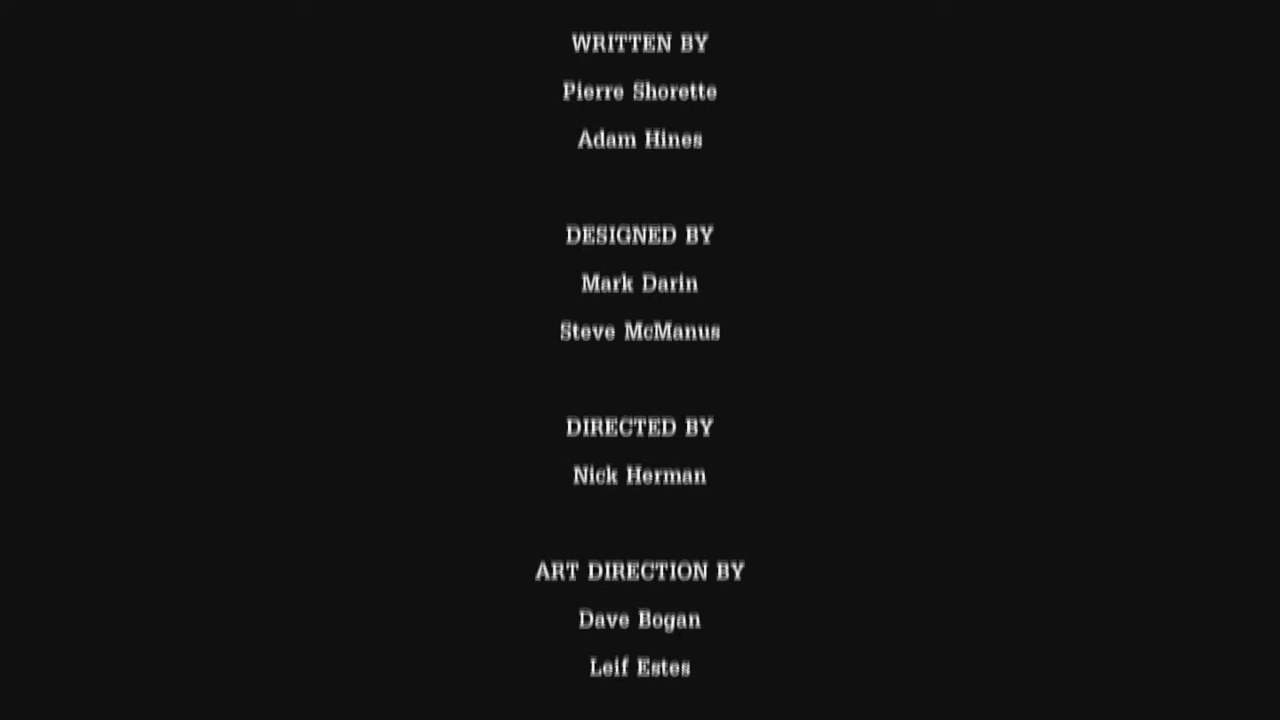 WRITTEN BY
Pierre Shorette
Adam Hines
DESIGNED BY
Mark Darin
Steve McManus
DIRECTED BY
Nick Herman
ART DIRECTION BY
Dave Bogan
Leif Estes